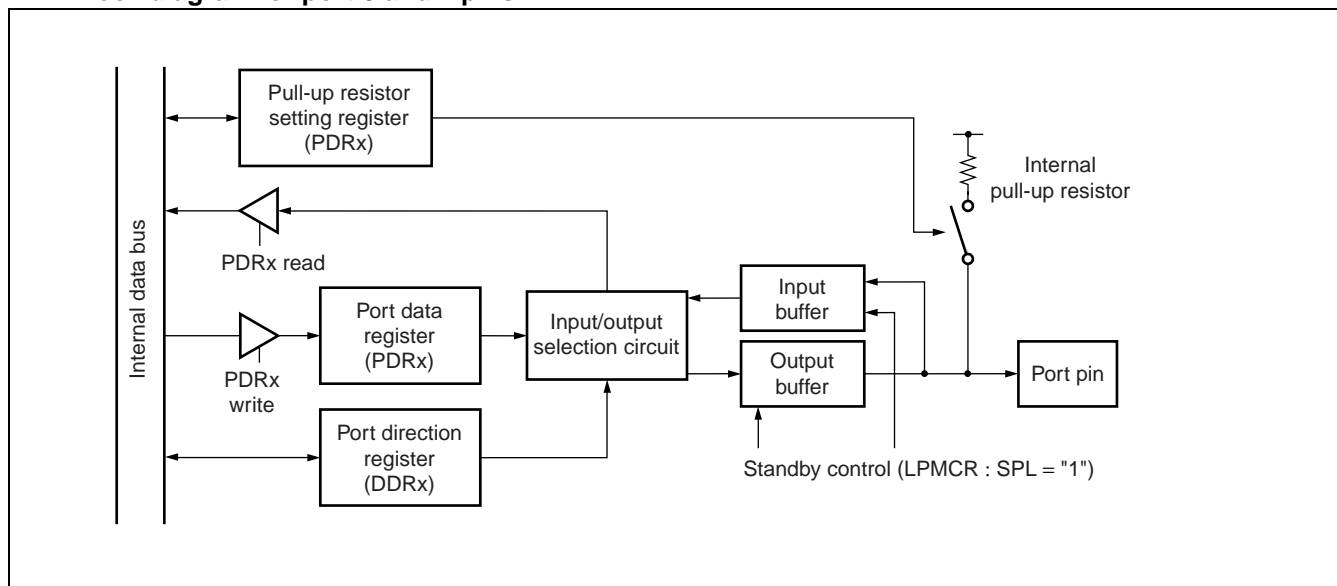 Pull-up resistor
setting register
(PDRx)
Internal
pull-up resistor
Internal data bus
PDRx read
Port data
register
(PDRx)
Input/output
selection circuit
Input
buffer
Output
buffer
Port pin
PDRx
write
Port direction
register
(DDRx)
Standby control (LPMCR : SPL = "1")